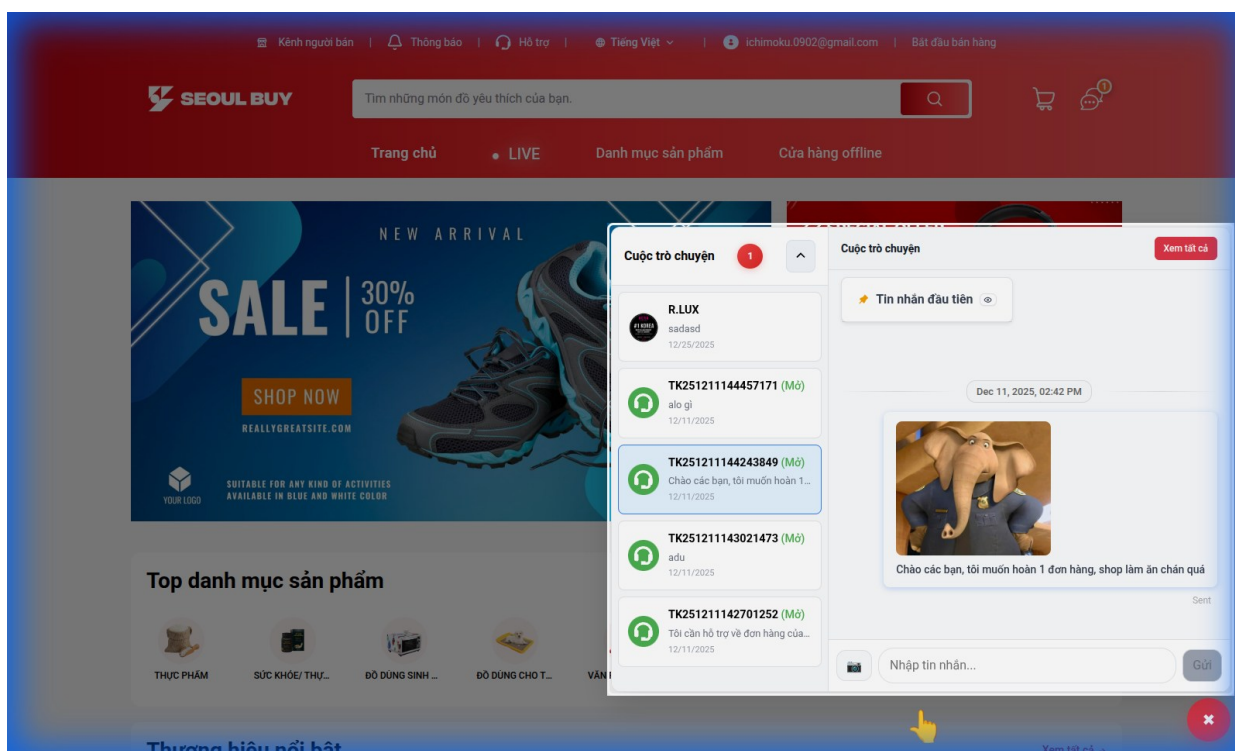 Kênh người bán | Thông báo | Hỗ trợ | Tiếng Việt | ichimoku.0902@gmail.com | Bắt đầu bán hàng
SEOUL BUY
Tìm những món đồ yêu thích của bạn.
1
Trang chủ
LIVE
Danh mục sản phẩm
Cửa hàng offline
NEW ARRIVAL
SALE
30%
OFF
SHOP NOW
REALLYGREATSITE.COM
YOUR LOGO
SUITABLE FOR ANY KIND OF ACTIVITIES
AVAILABLE IN BLUE AND WHITE COLOR
Cuộc trò chuyện
1
R.LUX
sadasd
12/25/2025
TK251211144457171 (Mở)
alo gì
12/11/2025
TK251211144243849 (Mở)
Chào các bạn, tôi muốn hoàn 1...
12/11/2025
TK251211143021473 (Mở)
adu
12/11/2025
TK251211142701252 (Mở)
Tôi cần hỗ trợ về đơn hàng của...
12/11/2025
Cuộc trò chuyện
Xem tất cả
Tin nhắn đầu tiên
Dec 11, 2025, 02:42 PM
Chào các bạn, tôi muốn hoàn 1 đơn hàng, shop làm ăn chán quá
Sent
Nhập tin nhắn...
Gửi
Top danh mục sản phẩm
THỰC PHẨM
SỨC KHỎE/ THỰ...
ĐỒ DÙNG SINH ...
ĐỒ DÙNG CHO T...
Thương hiệu nổi bật
Xem tất cả